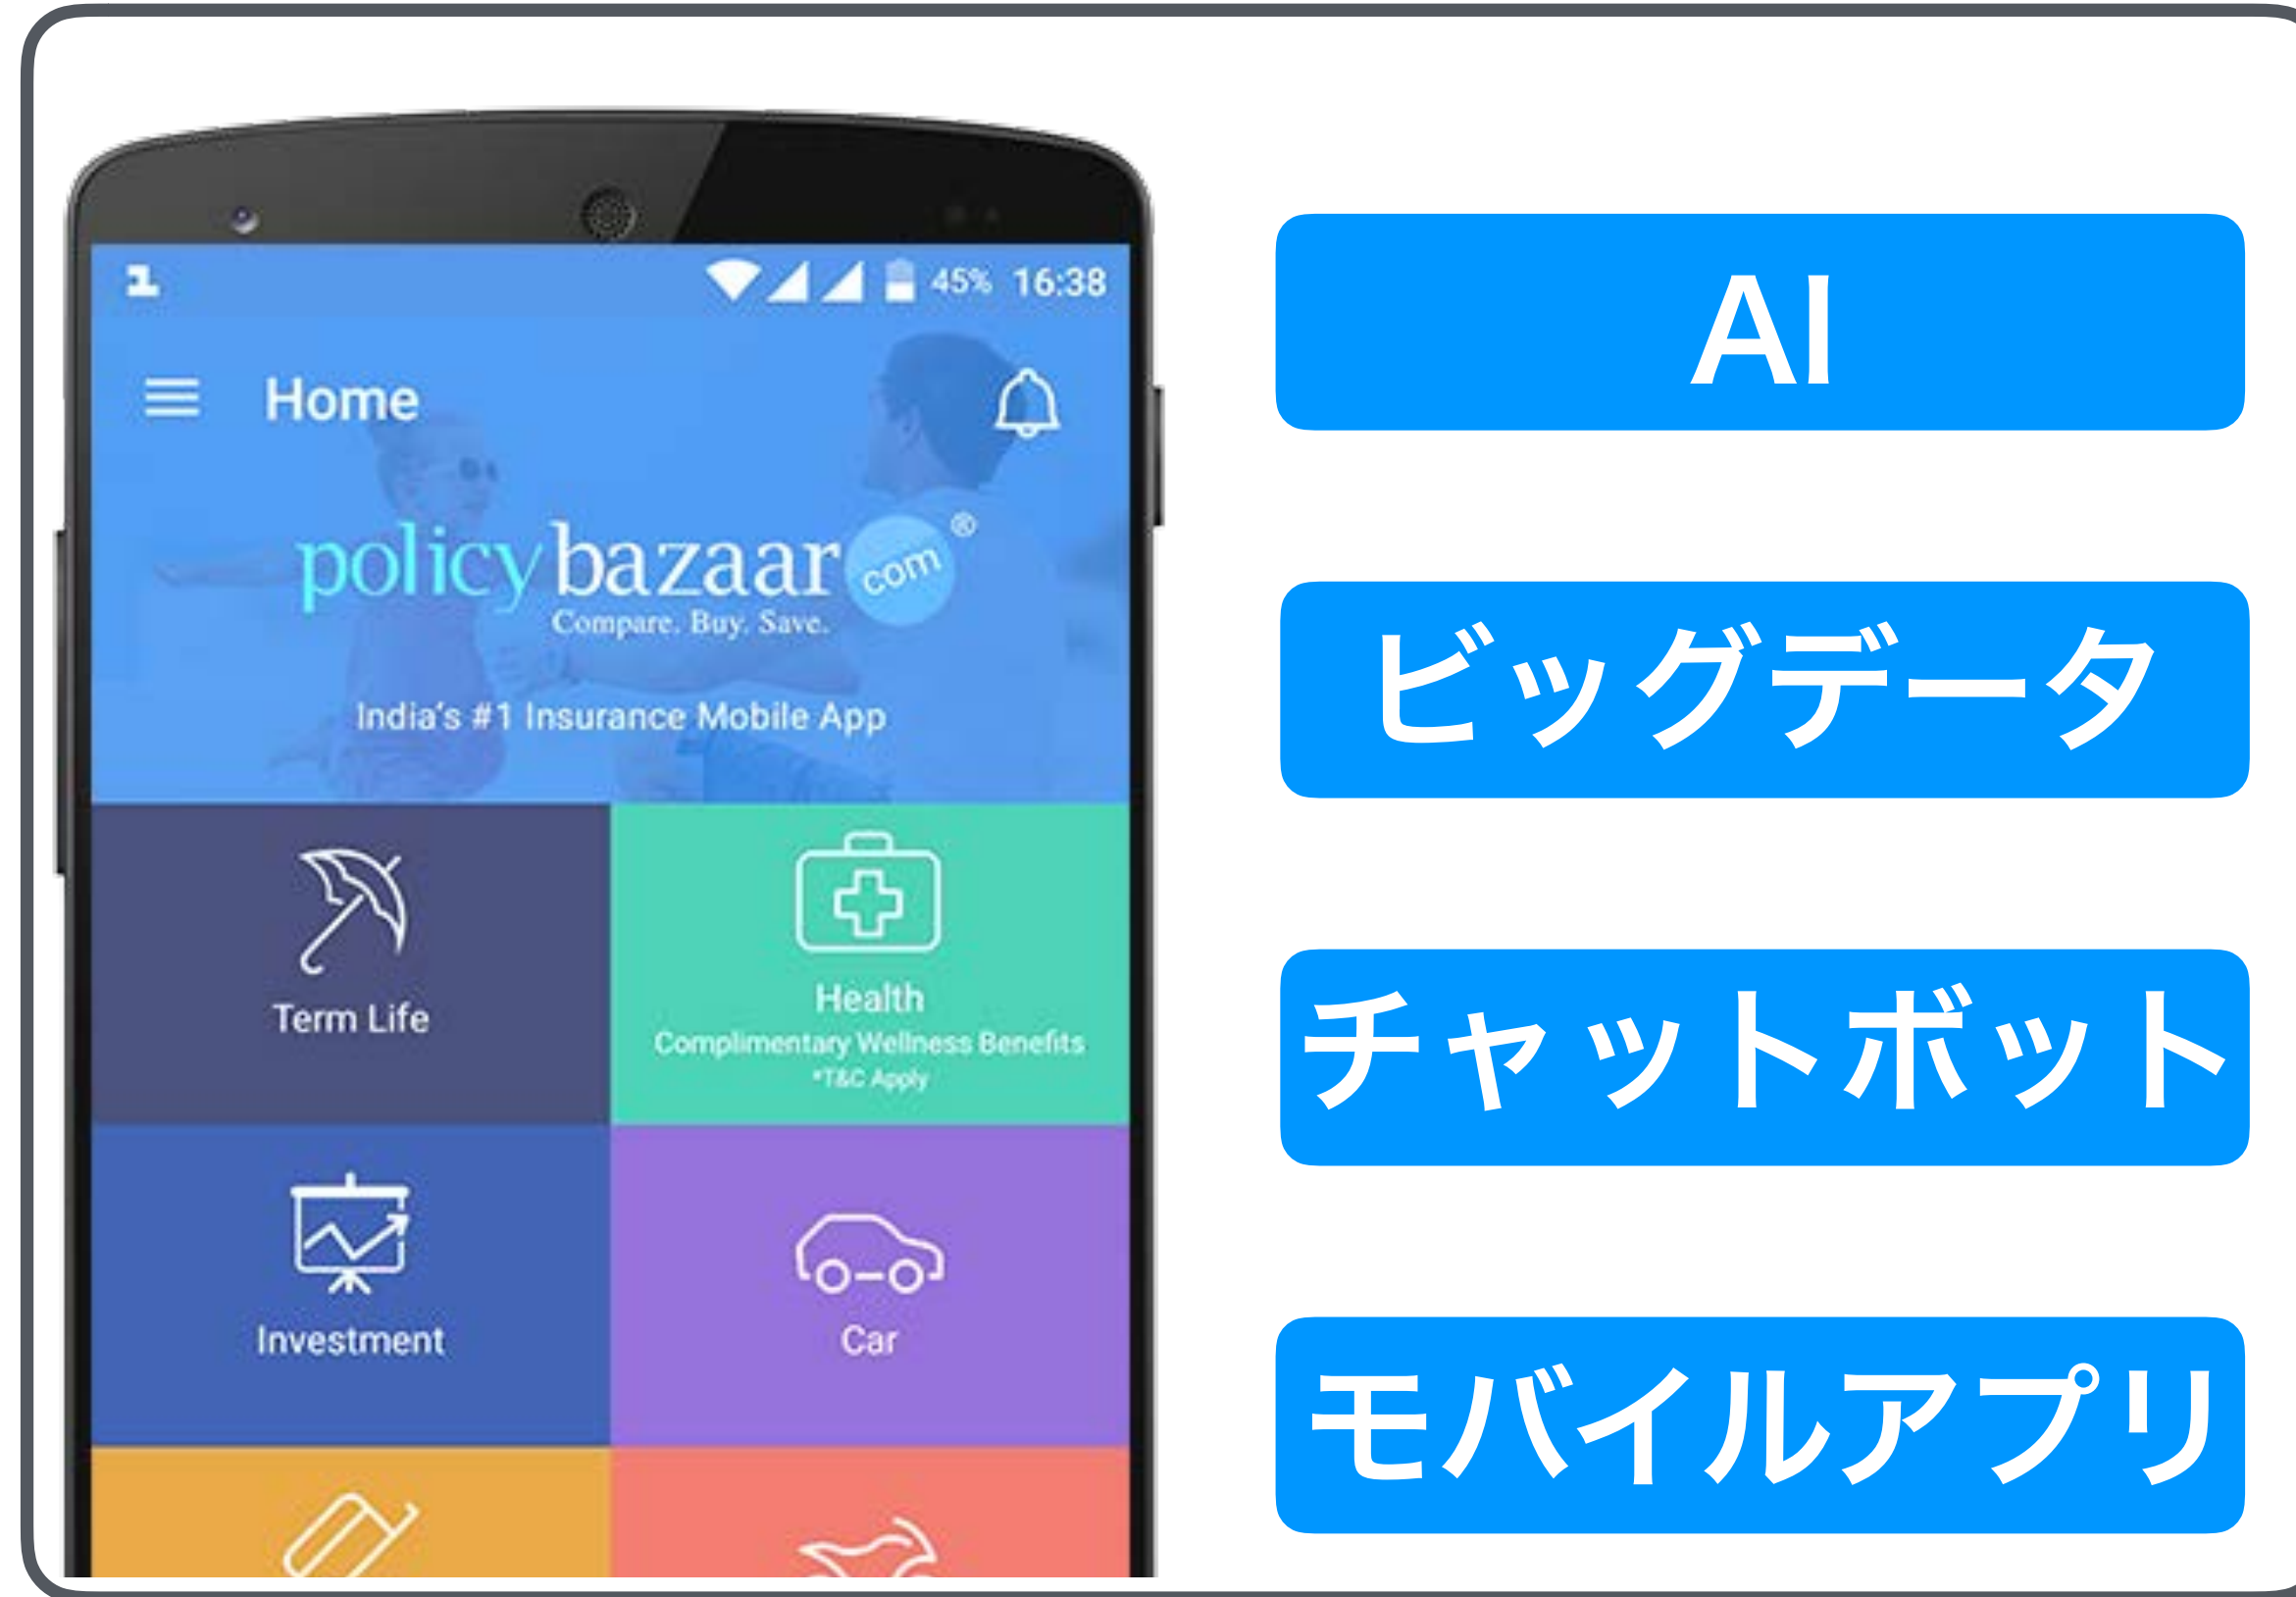 45% 16:38
Home
policybazaar com ®
Compare. Buy. Save.
India's #1 Insurance Mobile App
Term Life
Health
Complimentary Wellness Benefits
*T&C Apply
Investment
Car
AI
ビッグデータ
チャットボット
モバイルアプリ